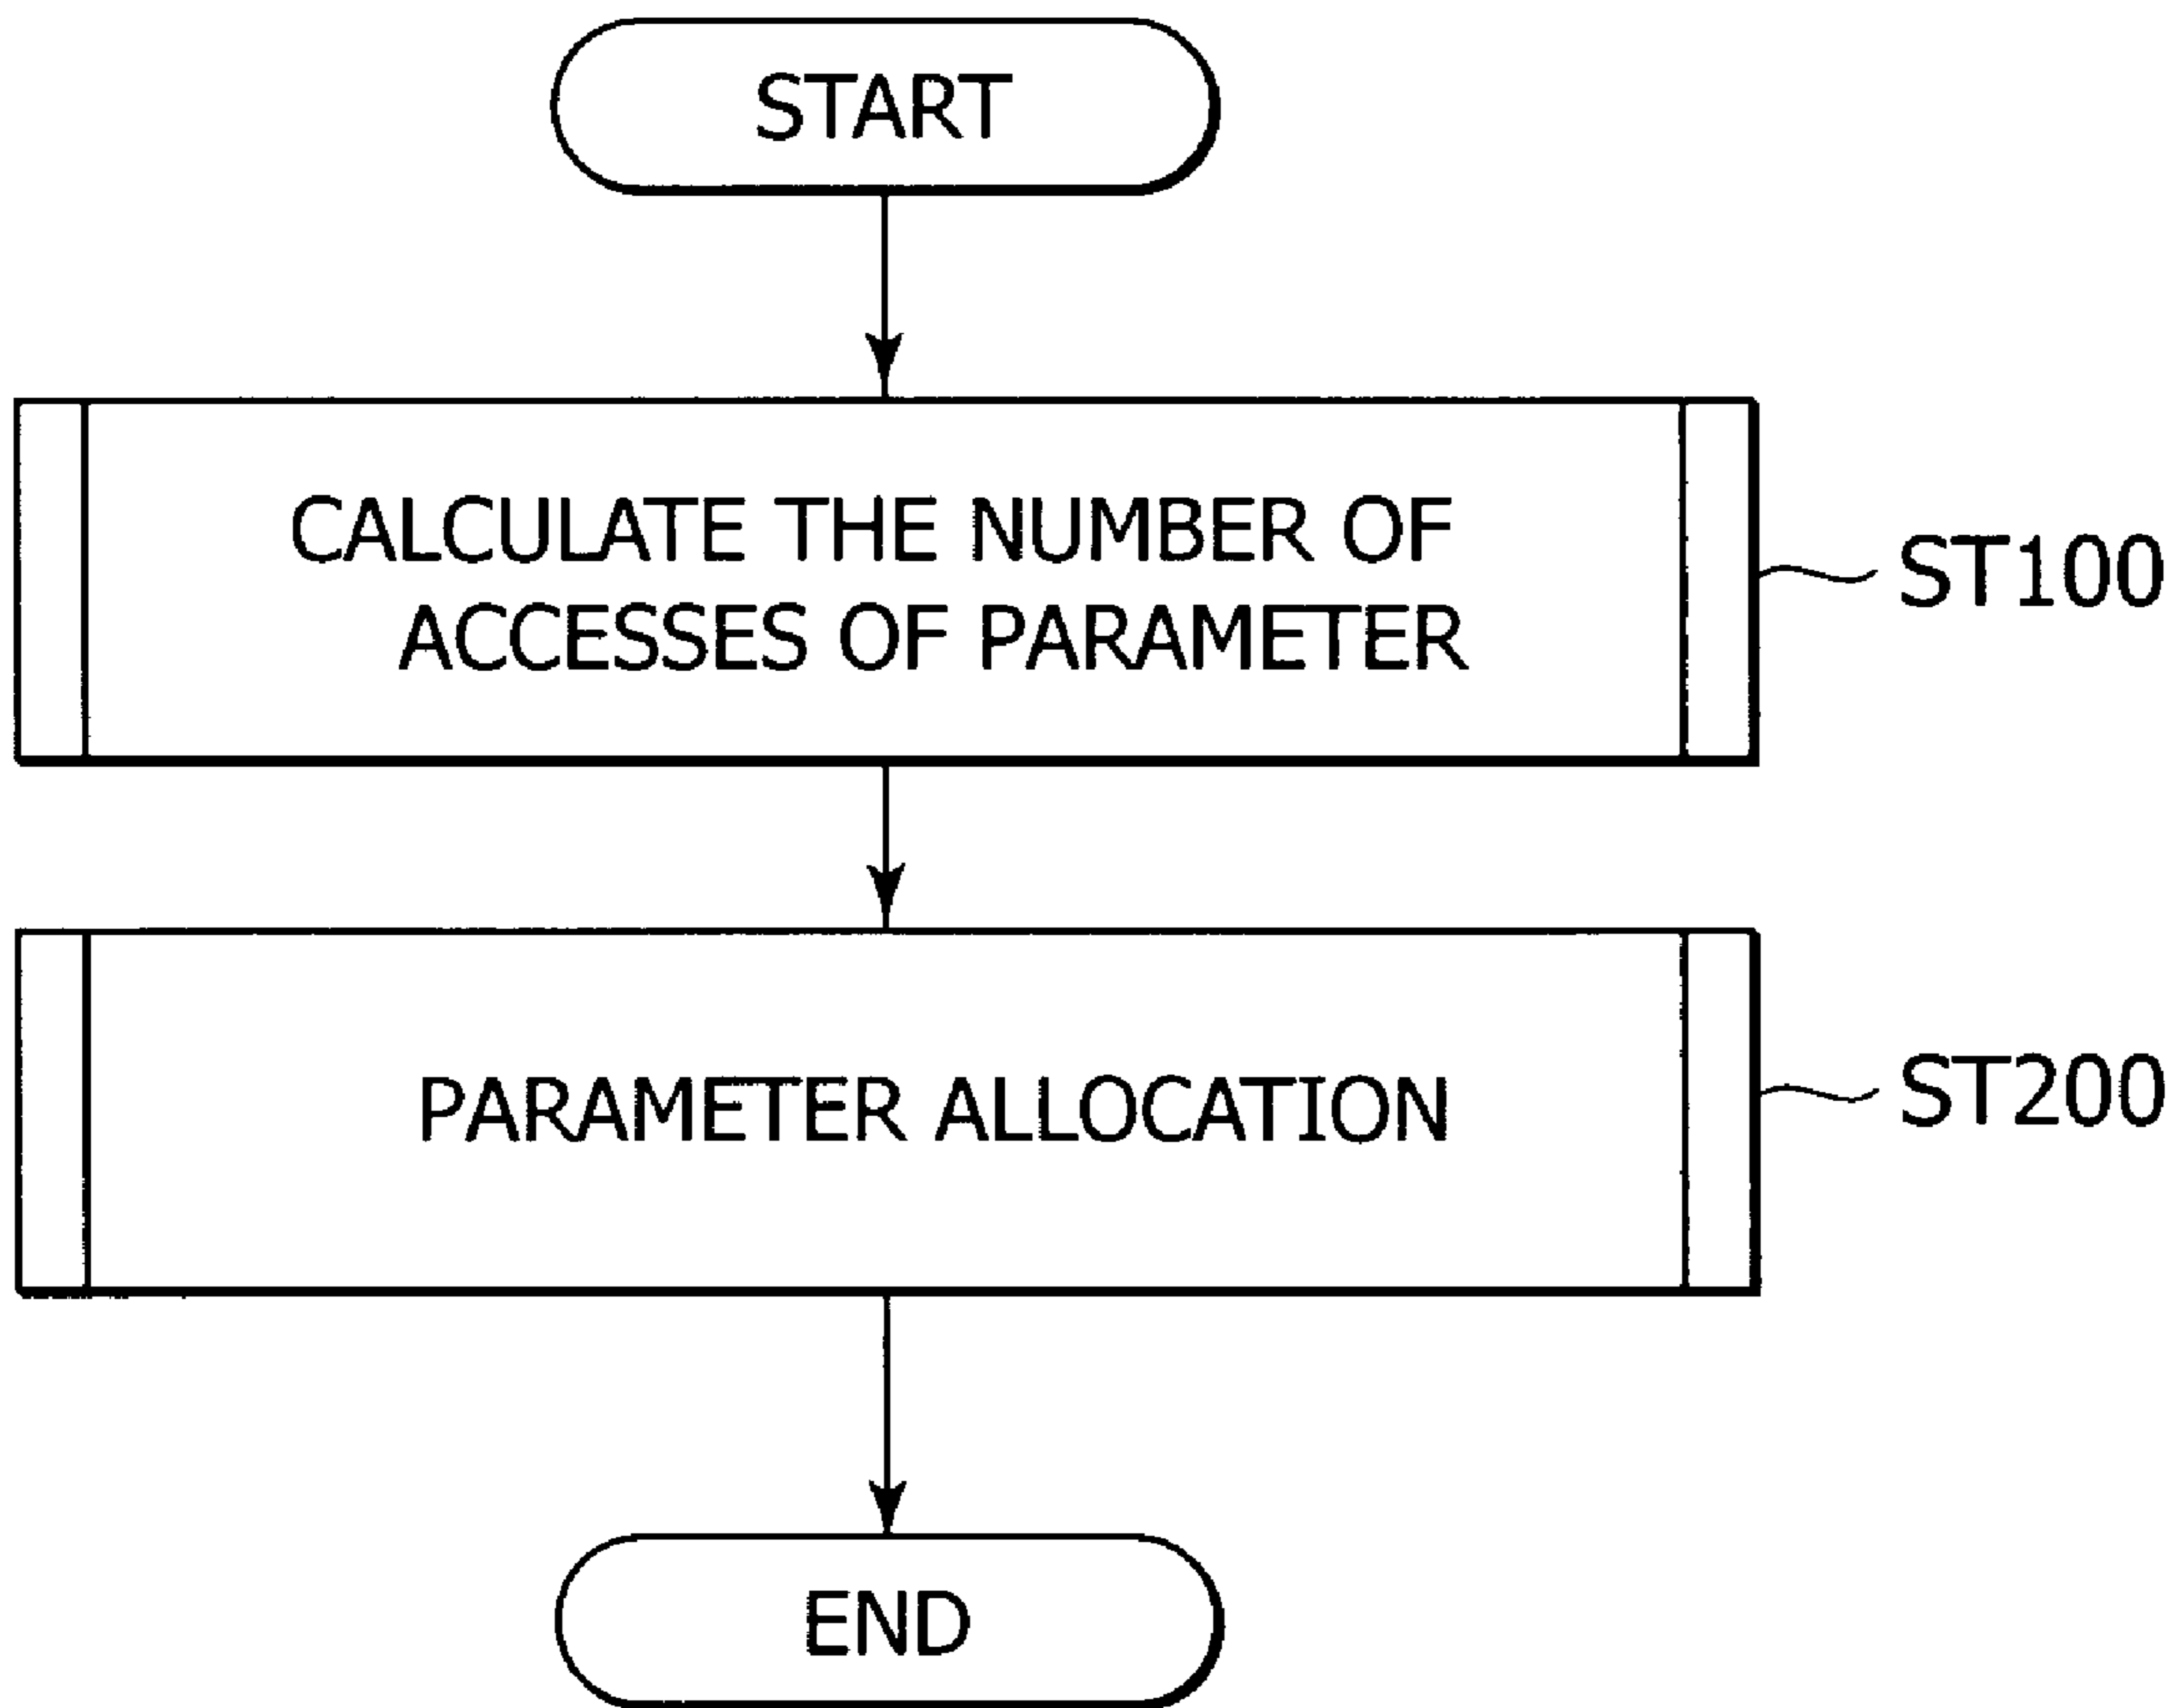 START
CALCULATE THE NUMBER OF
ACCESSES OF PARAMETER
ST100
PARAMETER ALLOCATION
ST200
END